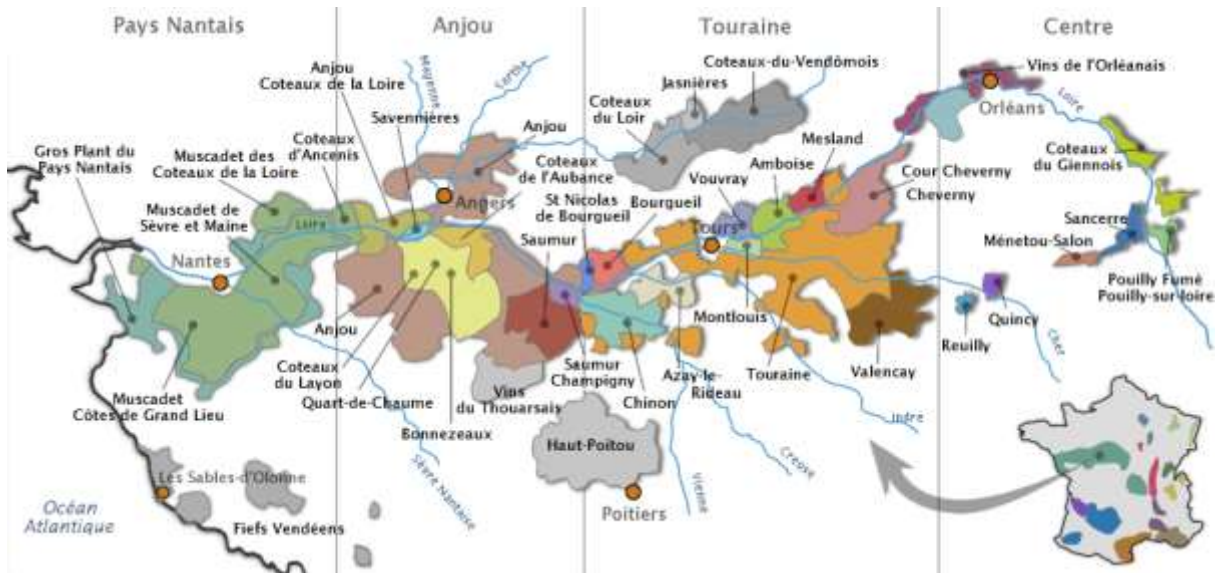 Pays Nantais
Anjou
Touraine
Centre
Mayenne
Sarthe
Anjou
Coteaux de la Loire
Savennières
Coteaux
d'Ancenis
Muscadet des
Coteaux de la Loire
Gros Plant du
Pays Nantais
Muscadet de
Sèvre et Maine
Loire
Nantes
Anjou
Coteaux
de l'Aubance
Angers
St Nicolas
de Bourgueil
Bourgueil
Saumur
Coteaux
du Loir
Jasnières
Coteaux-du-Vendômois
Mesland
Amboise
Vouvray
Tours
Cour Cheverny
Cheverny
Vins de l'Orléanais
Orléans
Loire
Coteaux
du Giennois
Sancerre
Ménetou-Salon
Pouilly Fumé
Pouilly-sur-loire
Quincy
Reuilly
Cher
Montlouis
Touraine
Valencay
Azay-le-
Rideau
Chinon
Saumur
Champigny
Anjou
Coteaux
du Layon
Quart-de-Chaume
Bonnezeaux
Vins
du Thouarsais
Muscadet
Côtes de Grand Lieu
Haut-Poitou
Poitiers
Vienne
Creuse
Indre
Sèvre Nantaise
Les Sables-d'Olonne
Fiefs Vendéens
Océan
Atlantique